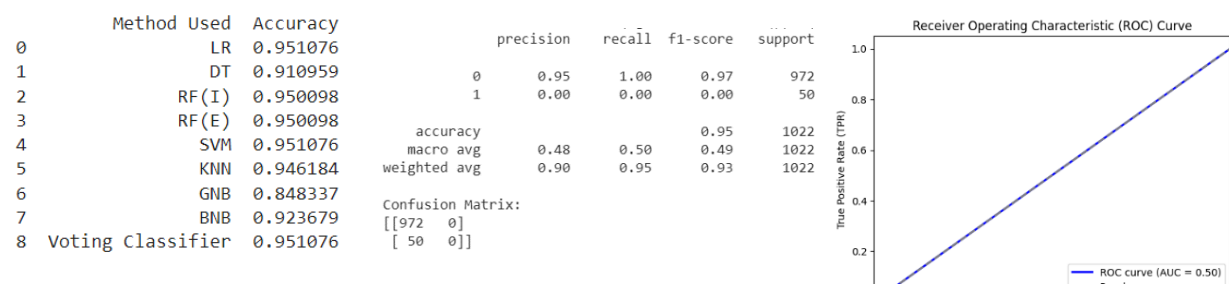 Method Used Accuracy
0 LR 0.951076
1 DT 0.910959
2 RF(I) 0.950098
3 RF(E) 0.950098
4 SVM 0.951076
5 KNN 0.946184
6 GNB 0.848337
7 BNB 0.923679
8 Voting Classifier 0.951076
precision recall f1-score support
0 0.95 1.00 0.97 972
1 0.00 0.00 0.00 50
accuracy 0.95 1022
macro avg 0.48 0.50 0.49 1022
weighted avg 0.90 0.95 0.93 1022
Confusion Matrix:
[[972 0]
[ 50 0]]
Receiver Operating Characteristic (ROC) Curve
True Positive Rate (TPR)
1.0
0.8
0.6
0.4
0.2
ROC curve (AUC = 0.50)